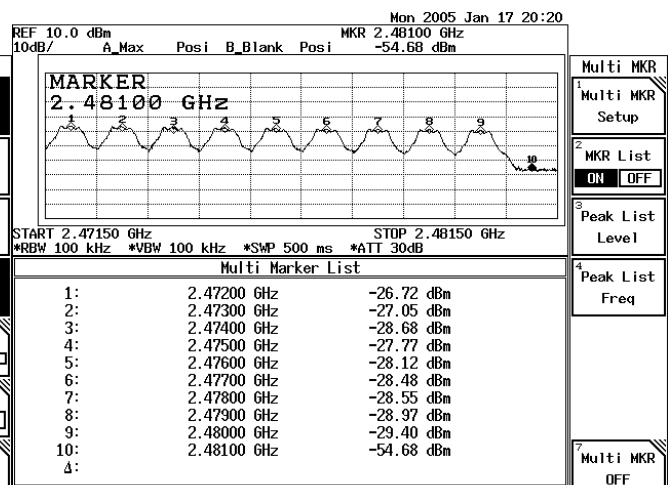 Mon 2005 Jan 17 20:20
REF 10.0 dBm MKR 2.48100 GHz
10dB/ A_Max Posi B_Blank Posi -54.68 dBm
MARKER
2.48100 GHz
1 2 3 4 5 6 7 8 9
10
START 2.47150 GHz STOP 2.48150 GHz
*RBW 100 kHz *VBW 100 kHz *SWP 500 ms *ATT 30dB
Multi Marker List
1: 2.47200 GHz -26.72 dBm
2: 2.47300 GHz -27.05 dBm
3: 2.47400 GHz -28.68 dBm
4: 2.47500 GHz -27.77 dBm
5: 2.47600 GHz -28.12 dBm
6: 2.47700 GHz -28.48 dBm
7: 2.47800 GHz -28.55 dBm
8: 2.47900 GHz -28.97 dBm
9: 2.48000 GHz -29.40 dBm
10: 2.48100 GHz -54.68 dBm
Δ:
Multi MKR
1 Multi MKR
Setup
2 MKR List
ON OFF
3 Peak List
Level
4 Peak List
Freq
7 Multi MKR
OFF